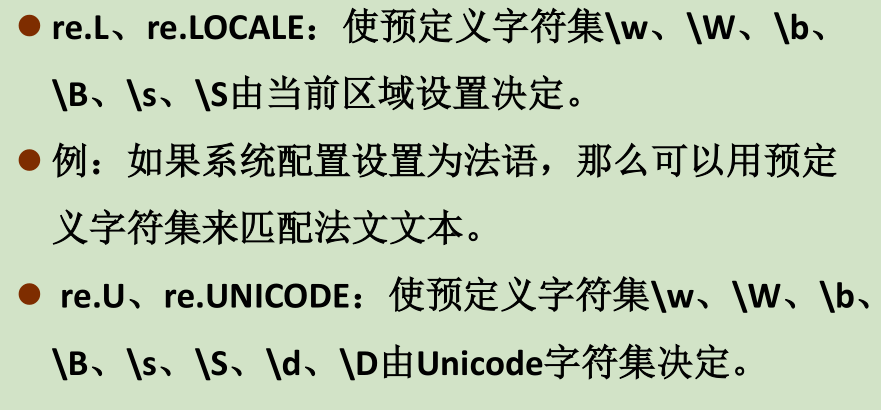 ● re.L、re.LOCALE：使预定义字符集\w、\W、\b、
\B、\s、\S由当前区域设置决定。
● 例：如果系统配置设置为法语，那么可以用预定
义字符集来匹配法文文本。
● re.U、re.UNICODE：使预定义字符集\w、\W、\b、
\B、\s、\S、\d、\D由Unicode字符集决定。